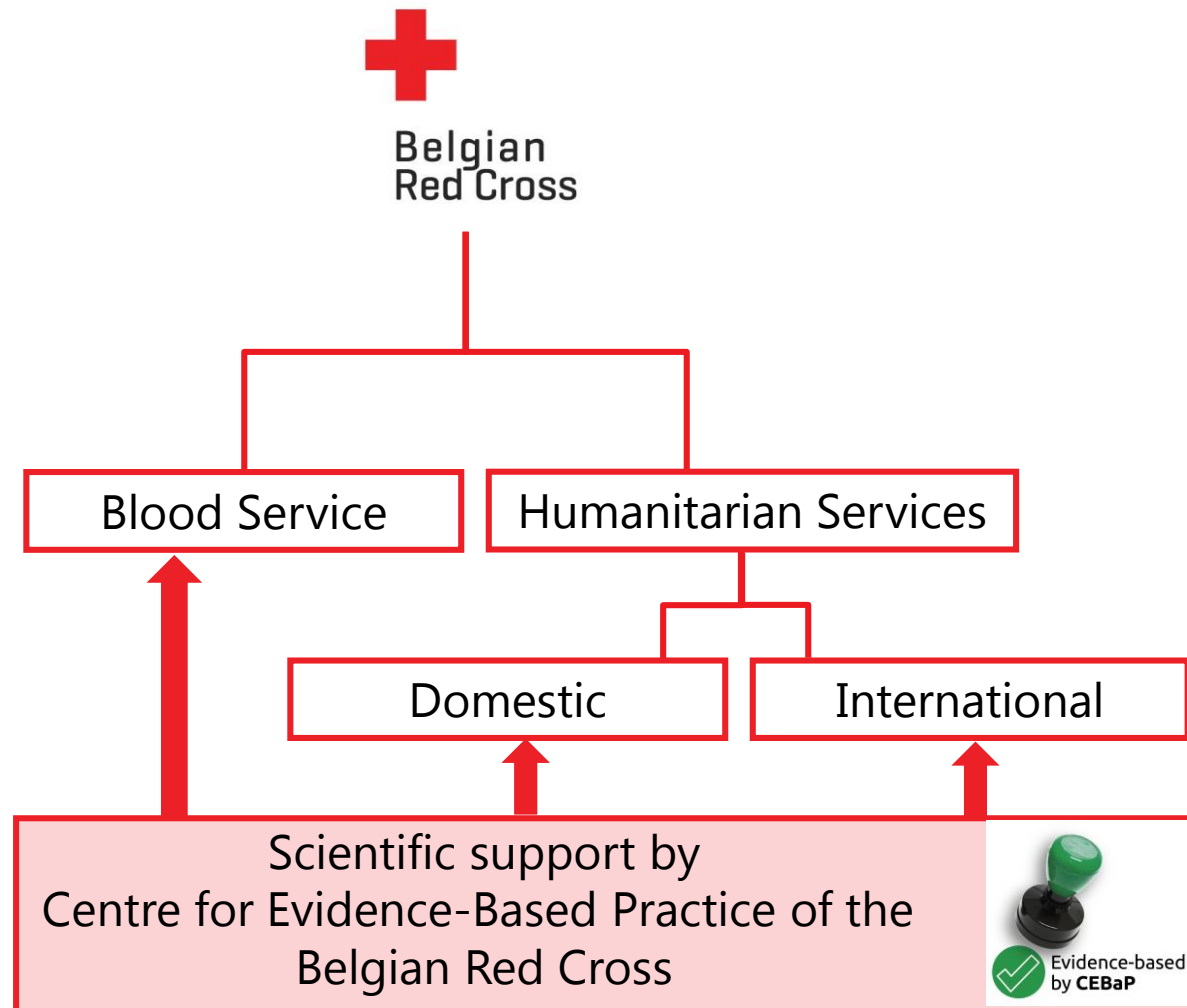 Belgian
Red Cross
Blood Service
Humanitarian Services
Domestic
International
Scientific support by
Centre for Evidence-Based Practice of the
Belgian Red Cross
Evidence-based
by CEBaP